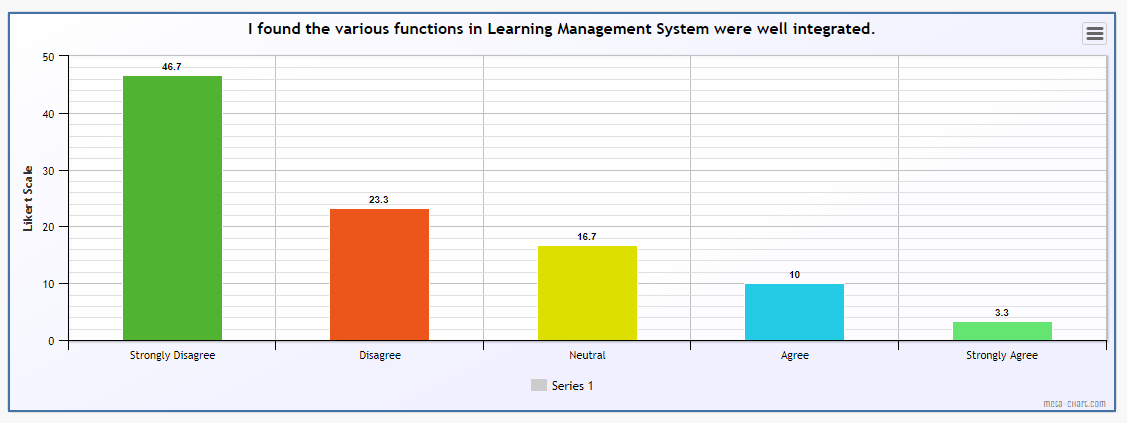 I found the various functions in Learning Management System were well integrated.
Likert Scale
50
40
30
20
10
0
46.7
23.3
16.7
10
3.3
Strongly Disagree
Disagree
Neutral
Agree
Strongly Agree
Series 1
meta-chart.com